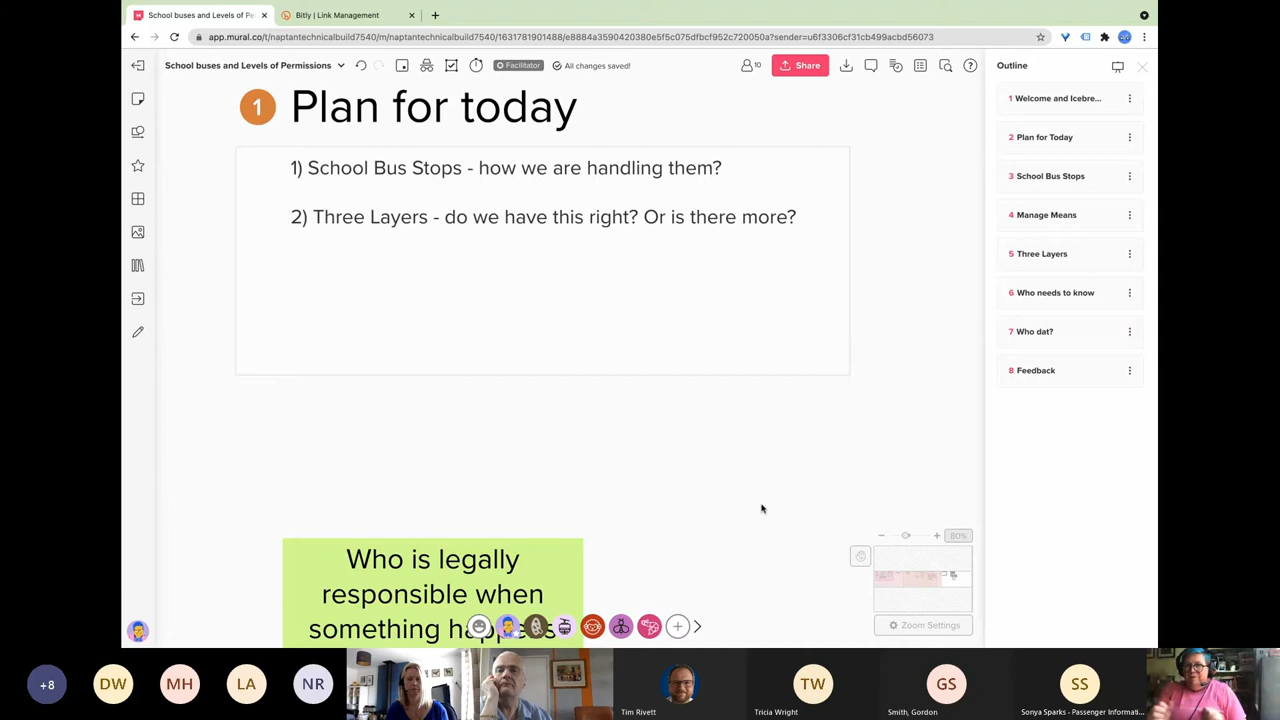 School buses and Levels of Pe
Bitly | Link Management
app.mural.co/t/naptantechnicalbuild7540/m/naptantechnicalbuild7540/1631781901488/e8884a3590420380e5f5c075dfbcf952c720050a?sender=u6f3306cf31cb499acbd56073
School buses and Levels of Permissions
Facilitator
All changes saved!
10
Share
Outline
1 Plan for today
1) School Bus Stops - how we are handling them?
2) Three Layers - do we have this right? Or is there more?
1 Welcome and Icebre...
2 Plan for Today
3 School Bus Stops
4 Manage Means
5 Three Layers
6 Who needs to know
7 Who dat?
8 Feedback
80%
Zoom Settings
Who is legally
responsible when
something
+8
DW
MH
LA
NR
Tim Rivett
TW
Tricia Wright
GS
Smith, Gordon
SS
Sonya Sparks - Passenger Informati...